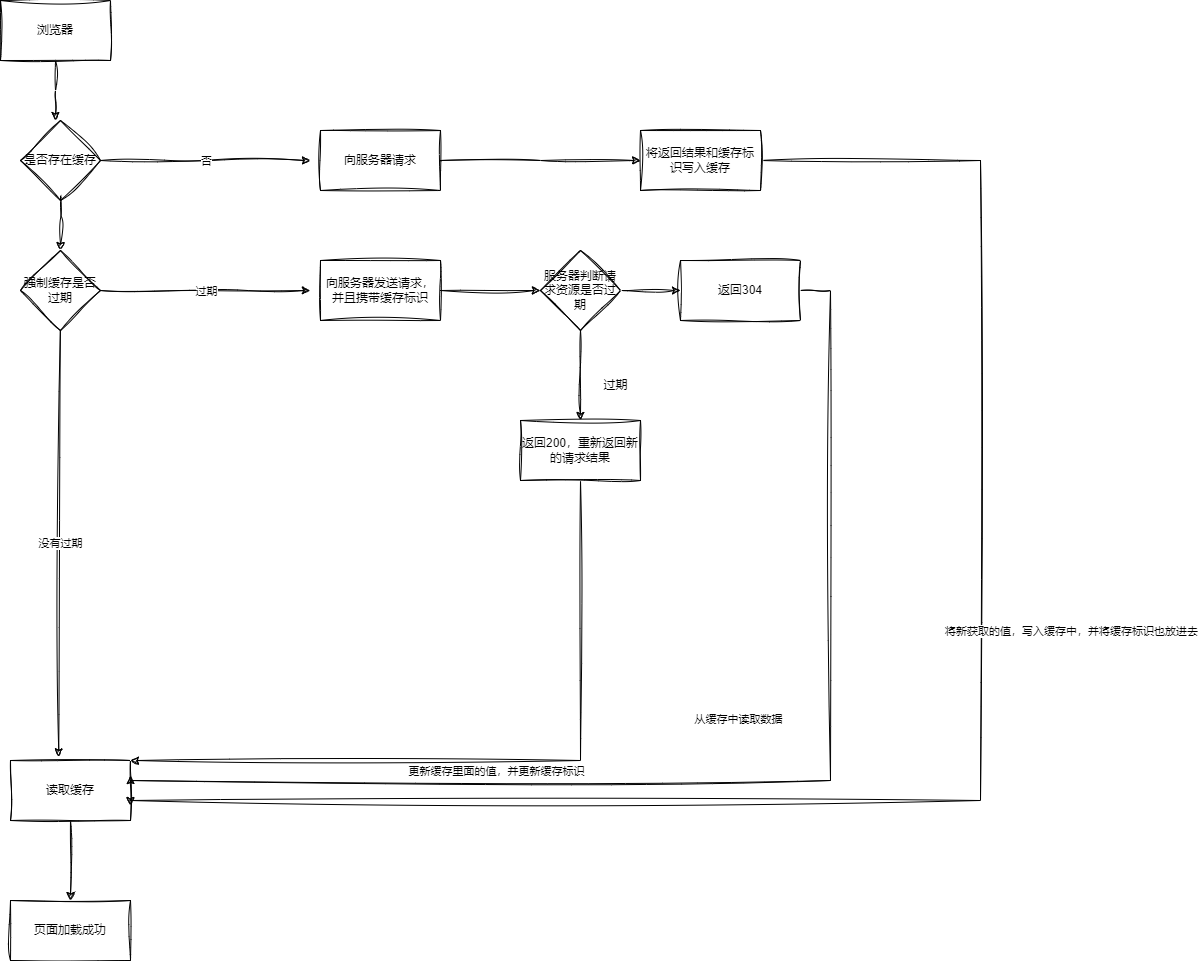 浏览器
是否存在缓存
否
向服务器请求
将返回结果和缓存标
识写入缓存
强制缓存是否
过期
过期
向服务器发送请求,
并且携带缓存标识
服务器判断请
求资源是否过
期
返回304
过期
返回200，重新返回新
的请求结果
没有过期
将新获取的值，写入缓存中，并将缓存标识也放进去
从缓存中读取数据
更新缓存里面的值，并更新缓存标识
读取缓存
页面加载成功